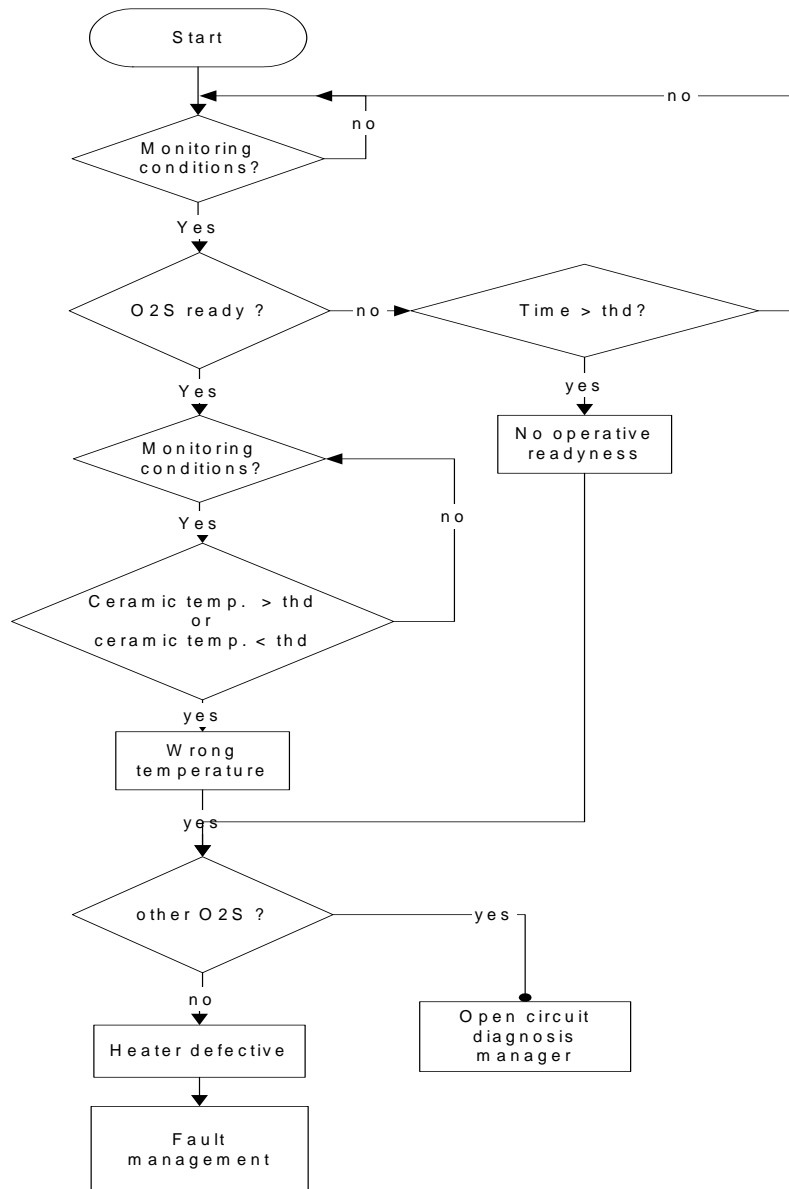 Start
no
no
Monitoring
conditions?
Yes
O2S ready ?
no
Time > thd?
Yes
yes
Monitoring
conditions?
No operative
readyness
Yes
no
Ceramic temp. > thd
or
ceramic temp. < thd
yes
Wrong
temperature
yes
other O2S ?
yes
no
Open circuit
diagnosis
manager
Heater defective
Fault
management